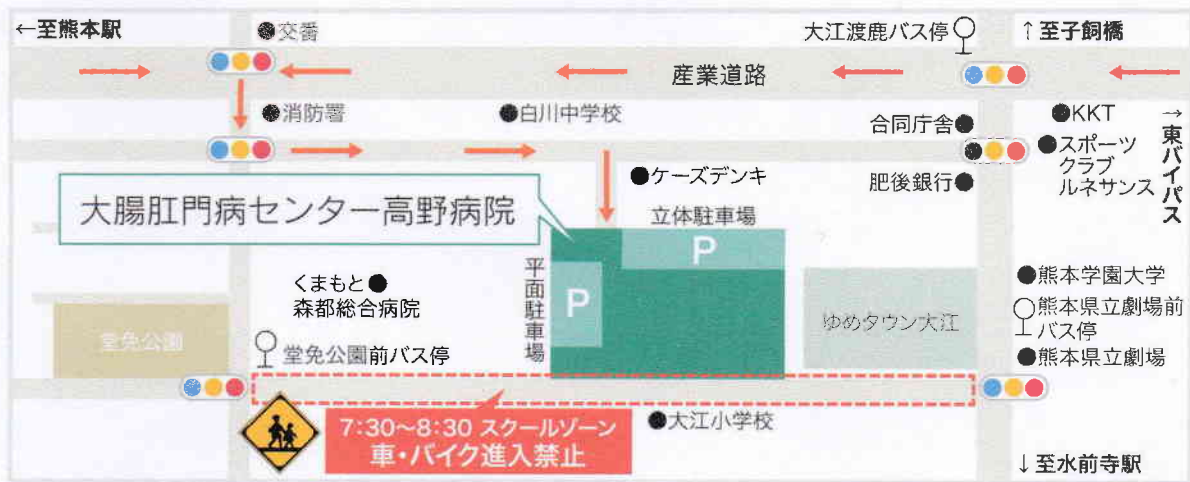 ←至熊本駅
●交番
大江渡鹿バス停
↑至子飼橋
産業道路
●消防署
●白川中学校
合同庁舎●
●KKT
→東バイパス
●スポーツ
クラブ
ルネサンス
●ケーズデンキ
肥後銀行●
大腸肛門病センター高野病院
立体駐車場
P
平面駐車場
P
くまもと●
森都総合病院
ゆめタウン大江
●熊本学園大学
熊本県立劇場前
バス停
●熊本県立劇場
堂免公園
堂免公園前バス停
7:30～8:30 スクールゾーン
車・バイク進入禁止
●大江小学校
↓至水前寺駅